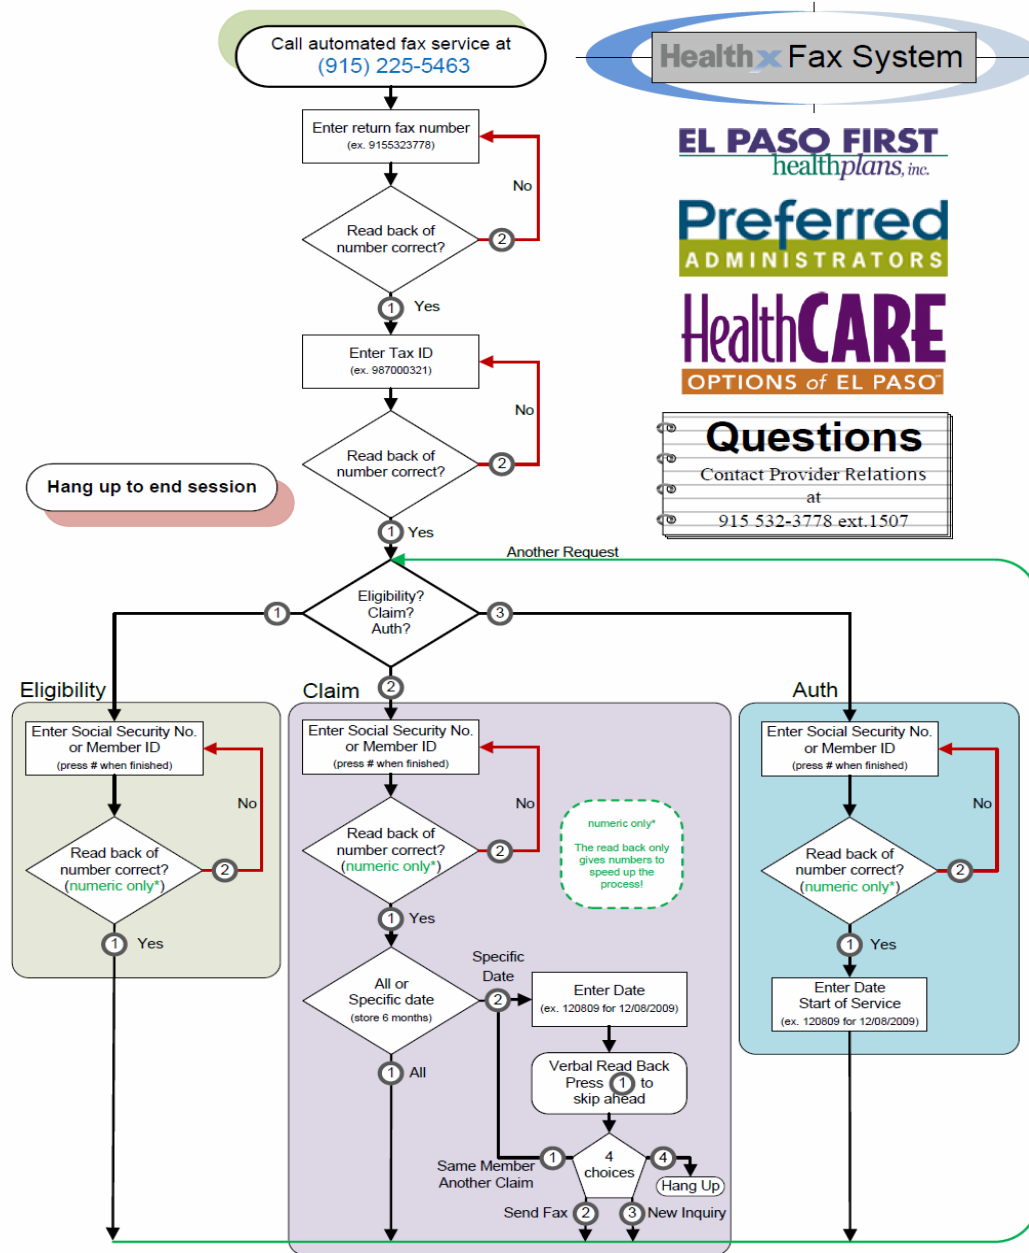 Call automated fax service at
(915) 225-5463
Healthx Fax System
EL PASO FIRST
healthplans, inc.
Preferred
ADMINISTRATORS
HealthCARE
OPTIONS of EL PASO
Questions
Contact Provider Relations
at
915 532-3778 ext.1507
Enter return fax number
(ex. 9155323778)
No
Read back of
number correct?
2
1
Yes
Enter Tax ID
(ex. 987000321)
No
Read back of
number correct?
2
Hang up to end session
1
Yes
Another Request
Eligibility?
Claim?
Auth?
1
3
2
Eligibility
Enter Social Security No.
or Member ID
(press # when finished)
No
Read back of
number correct?
(numeric only*)
2
1
Yes
Claim
Enter Social Security No.
or Member ID
(press # when finished)
No
Read back of
number correct?
(numeric only*)
2
numeric only*
The read back only
gives numbers to
speed up the
process!
1
Yes
All or
Specific date
(store 6 months)
Specific
Date
2
Enter Date
(ex. 120809 for 12/08/2009)
1
All
Verbal Read Back
Press 1 to
skip ahead
4
choices
1
Same Member
Another Claim
4
Hang Up
Send Fax
2
3
New Inquiry
Auth
Enter Social Security No.
or Member ID
(press # when finished)
No
Read back of
number correct?
(numeric only*)
2
1
Yes
Enter Date
Start of Service
(ex. 120809 for 12/08/2009)